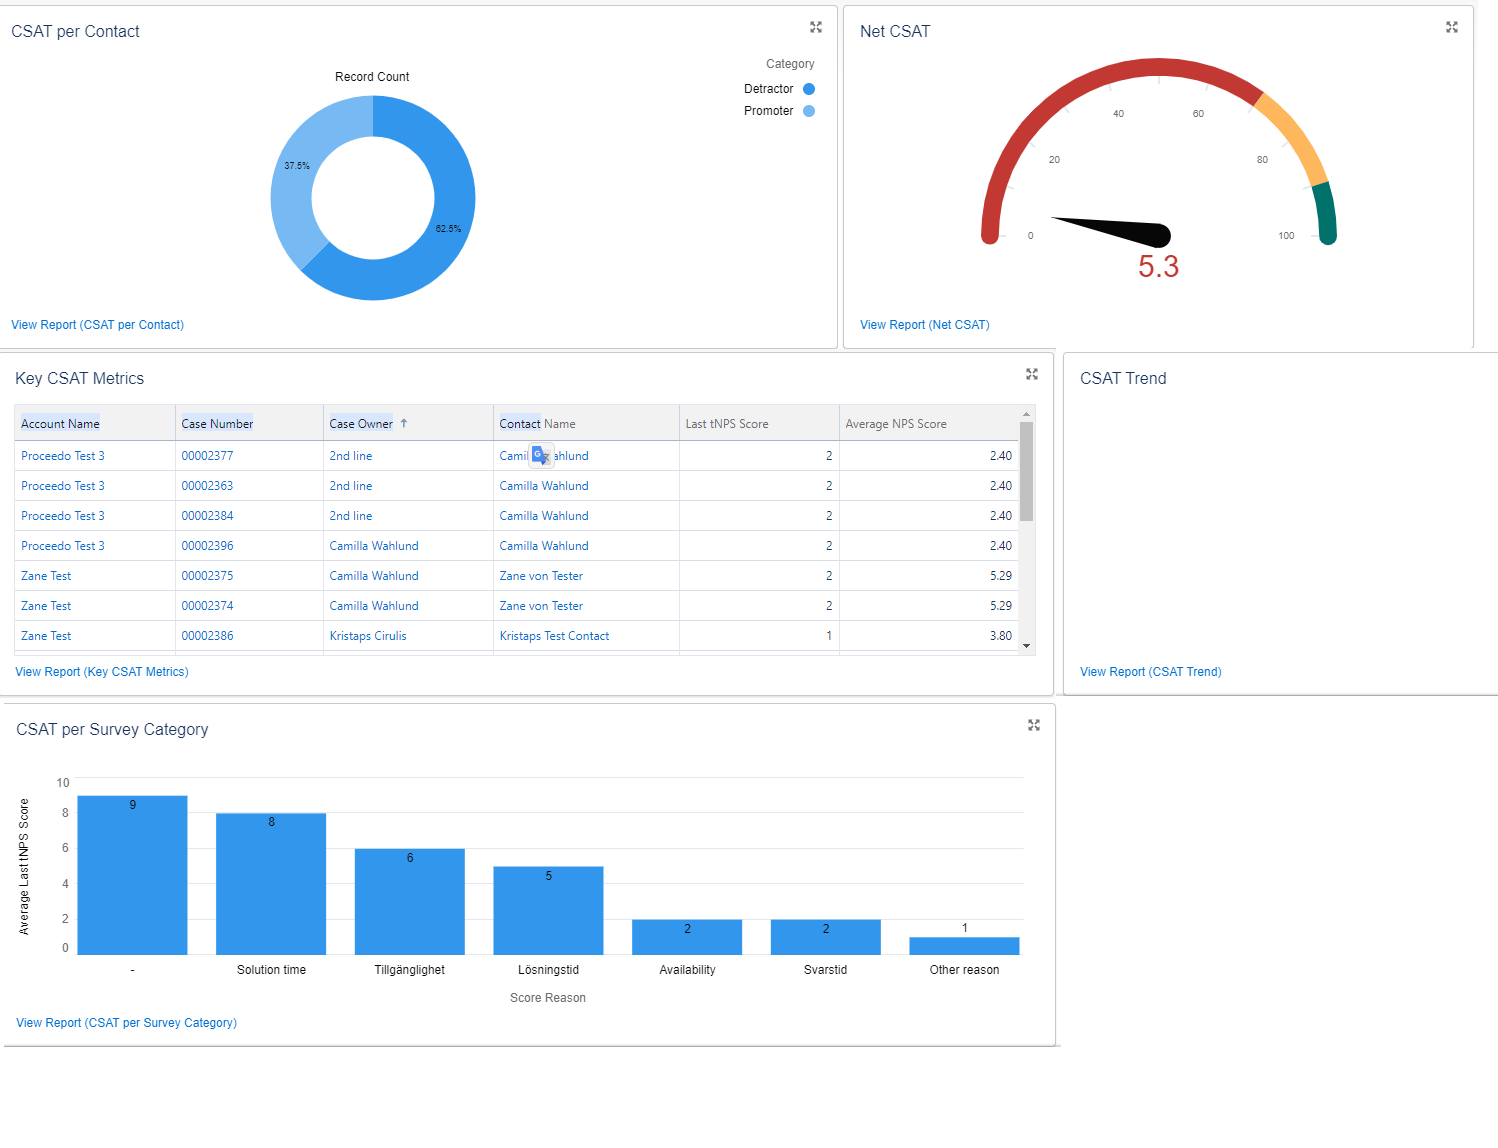 CSAT per Contact
Record Count
Category
Detractor
Promoter
37.5%
62.5%
View Report (CSAT per Contact)
Net CSAT
0
20
40
60
80
100
5.3
View Report (Net CSAT)
Key CSAT Metrics
Account Name Case Number Case Owner ↑ Contact Name Last tNPS Score Average NPS Score
Proceedo Test 3 00002377 2nd line 2 2.40
Proceedo Test 3 00002363 2nd line Camilla Wahlund 2 2.40
Proceedo Test 3 00002384 2nd line Camilla Wahlund 2 2.40
Proceedo Test 3 00002396 Camilla Wahlund Camilla Wahlund 2 2.40
Zane Test 00002375 Camilla Wahlund Zane von Tester 2 5.29
Zane Test 00002374 Camilla Wahlund Zane von Tester 2 5.29
Zane Test 00002386 Kristaps Cirulis Kristaps Test Contact 1 3.80
View Report (Key CSAT Metrics)
CSAT Trend
View Report (CSAT Trend)
CSAT per Survey Category
Average Last tNPS Score
10
8
6
4
2
0
9 8 6 5 2 2 1
- Solution time Tillgänglighet Lösningstid Availability Svarstid Other reason
Score Reason
View Report (CSAT per Survey Category)